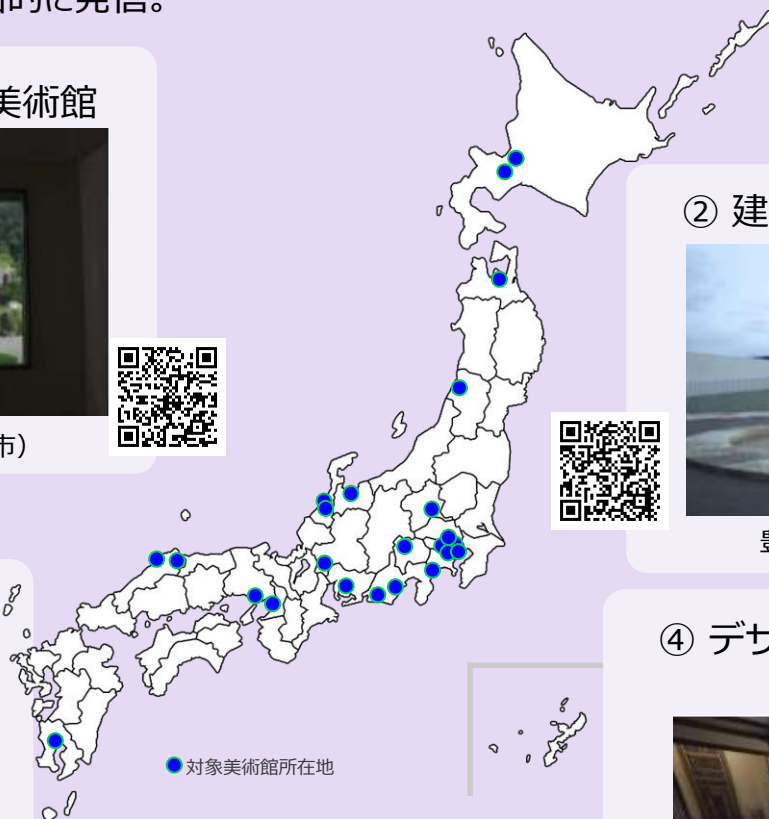 的に発信。
美術館
② 建
市）
豊
④ デザ
対象美術館所在地